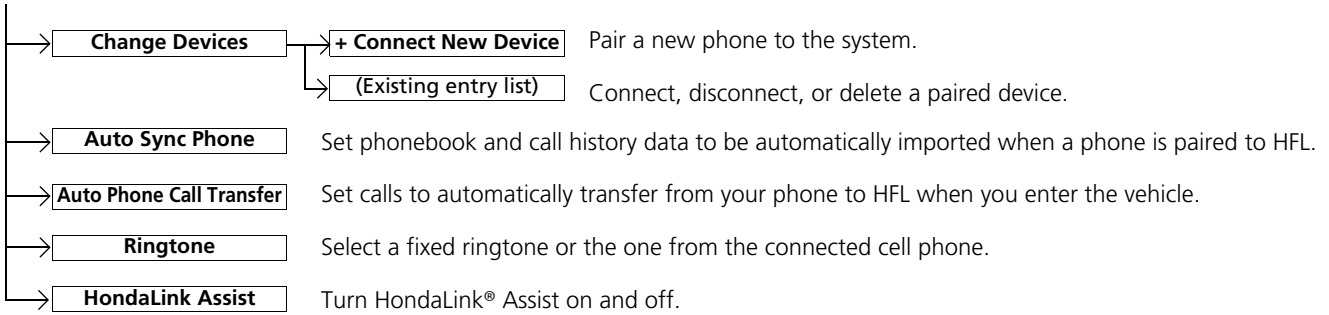 Change Devices
+ Connect New Device
Pair a new phone to the system.
(Existing entry list)
Connect, disconnect, or delete a paired device.
Auto Sync Phone
Set phonebook and call history data to be automatically imported when a phone is paired to HFL.
Auto Phone Call Transfer
Set calls to automatically transfer from your phone to HFL when you enter the vehicle.
Ringtone
Select a fixed ringtone or the one from the connected cell phone.
HondaLink Assist
Turn HondaLink® Assist on and off.